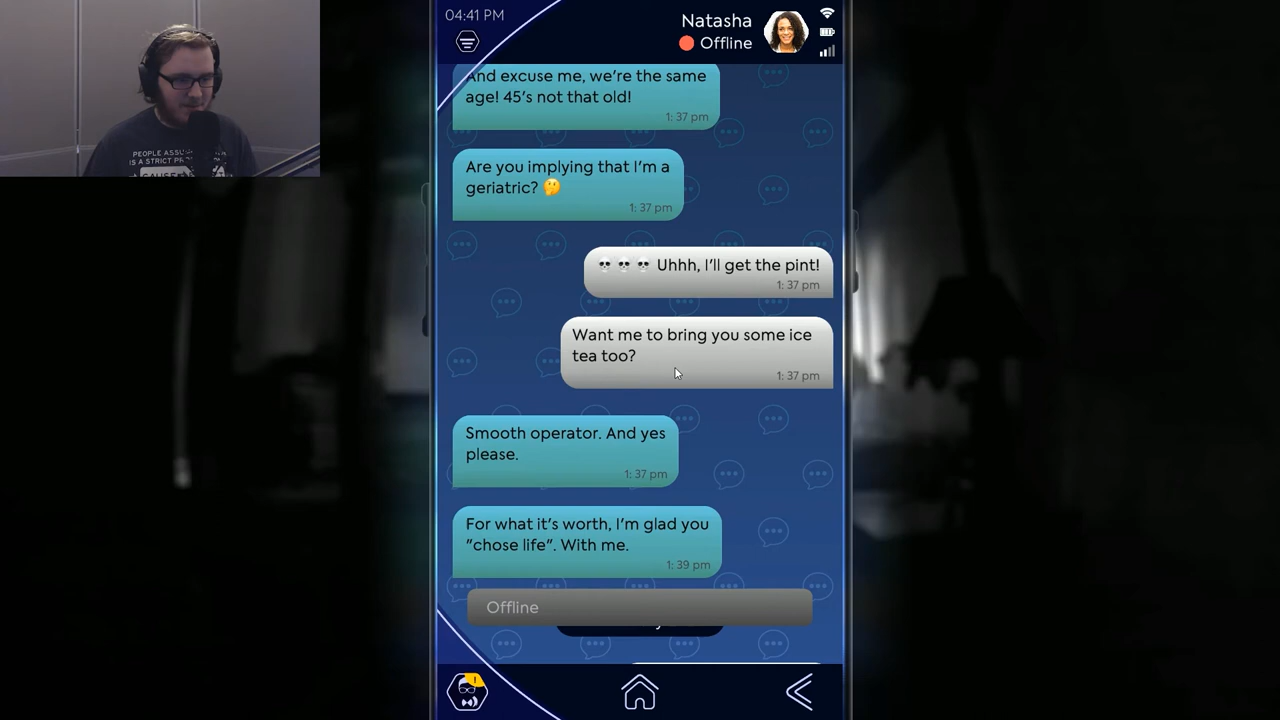 04:41 PM
Natasha
Offline
And excuse me, we're the same
age! 45's not that old!
1: 37 pm
Are you implying that I'm a
geriatric? 🤔
1: 37 pm
💀 💀 💀 Uhhh, I'll get the pint!
1: 37 pm
Want me to bring you some ice
tea too?
1: 37 pm
Smooth operator. And yes
please.
1: 37 pm
For what it's worth, I'm glad you
"chose life". With me.
1: 39 pm
Offline
PEOPLE
IS A STRICT
CAUSE